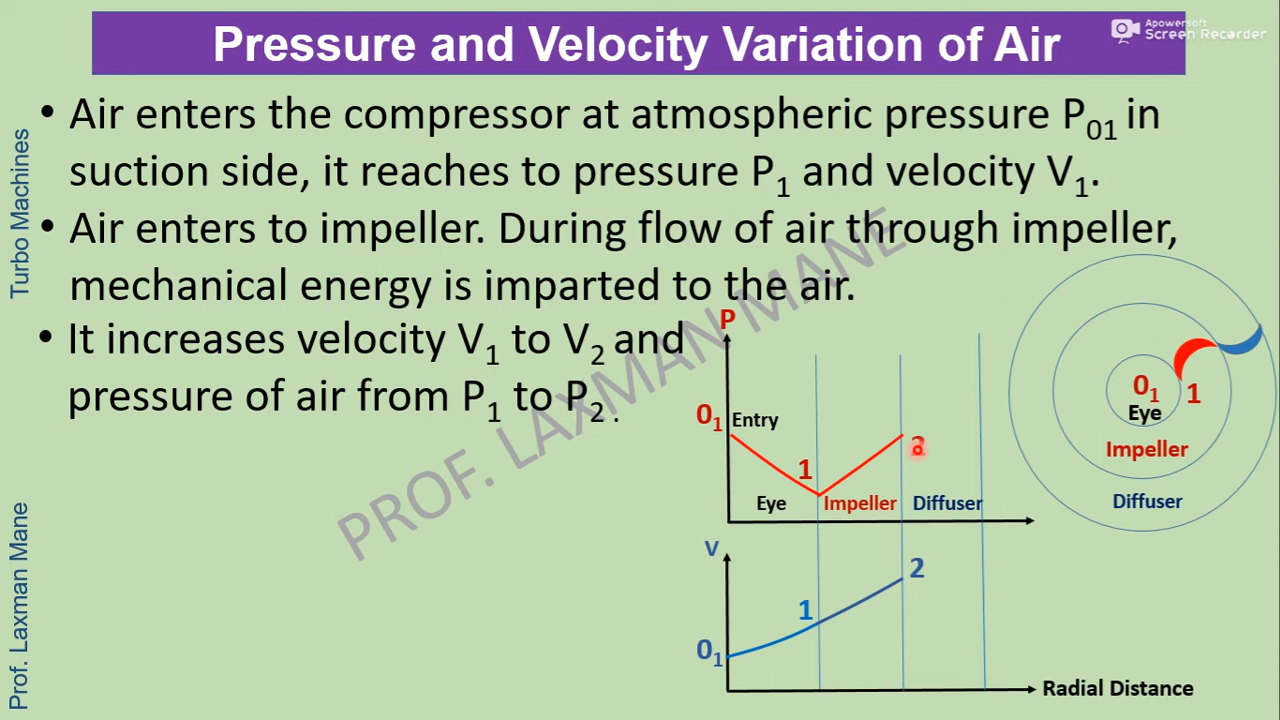 Pressure and Velocity Variation of Air
Apowersoft
Screen Recorder
• Air enters the compressor at atmospheric pressure P01 in
suction side, it reaches to pressure P1 and velocity V1.
• Air enters to impeller. During flow of air through impeller,
mechanical energy is imparted to the air.
• It increases velocity V1 to V2 and
pressure of air from P1 to P2 .
Turbo Machines
Prof. Laxman Mane
PROF. LAXMAN MANE
P
01
Entry
1
2
Eye
Impeller
Diffuser
V
2
1
01
Radial Distance
01
1
Eye
Impeller
Diffuser